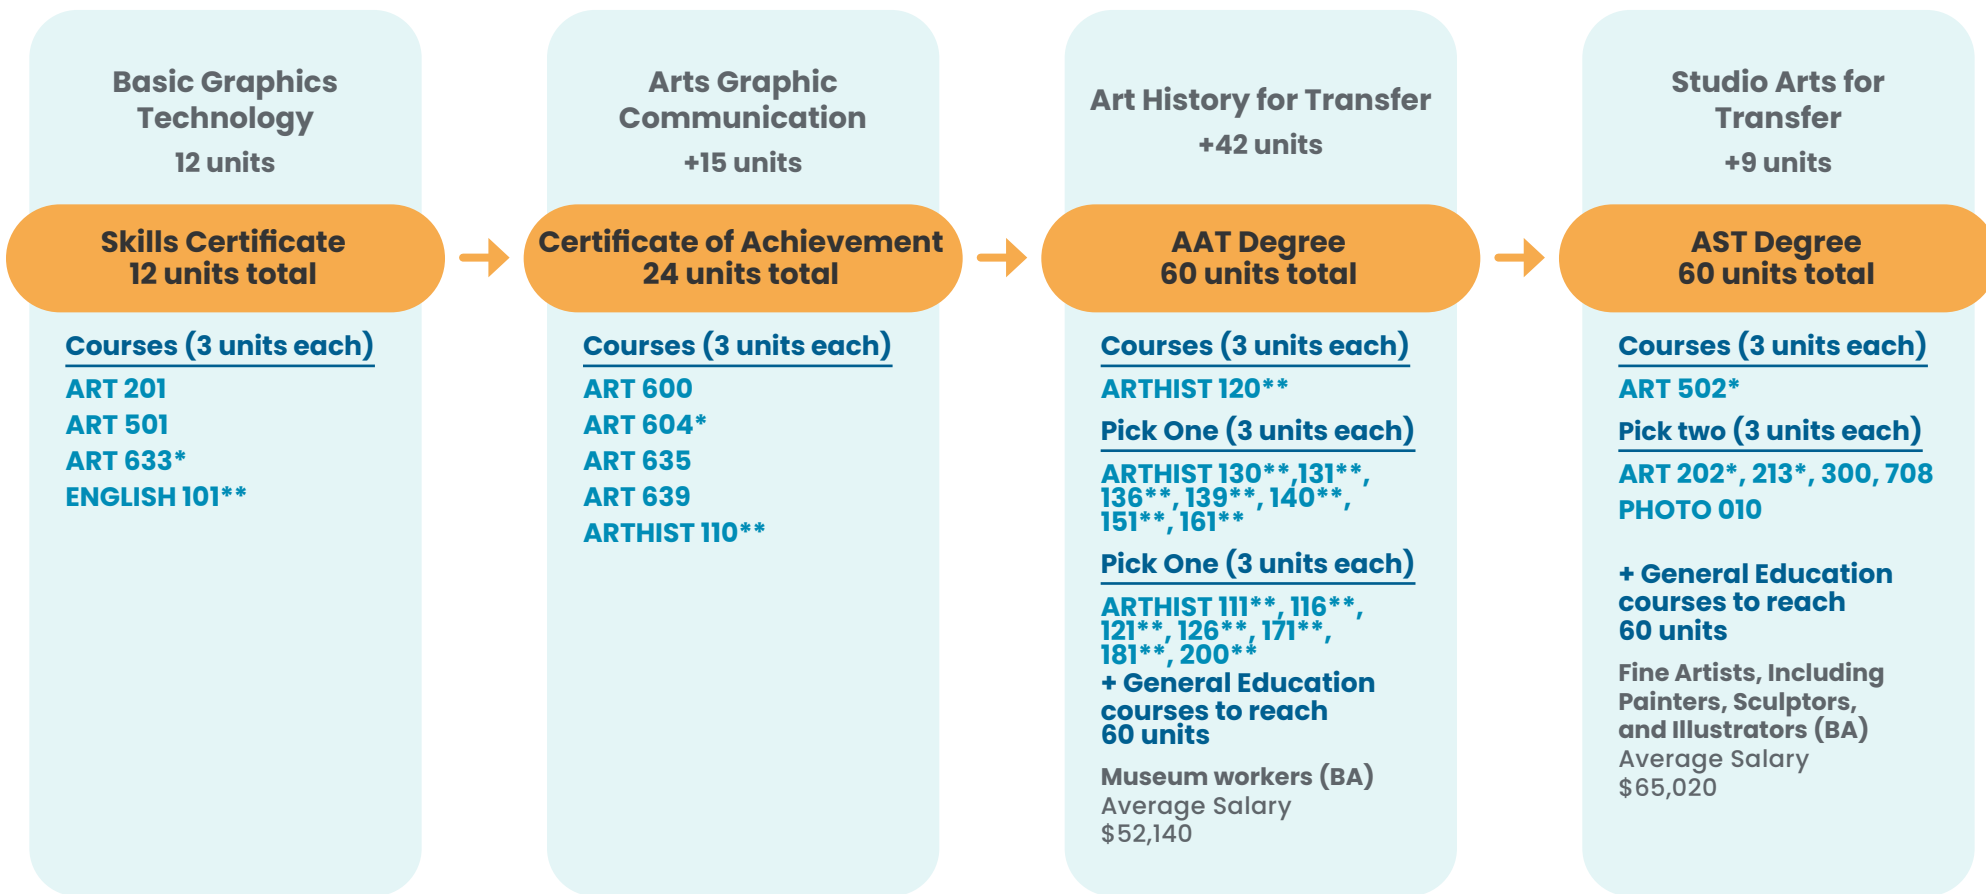 Basic Graphics
Technology
12 units
Skills Certificate
12 units total
Courses (3 units each)
ART 201
ART 501
ART 633*
ENGLISH 101**
Arts Graphic
Communication
+15 units
Certificate of Achievement
24 units total
Courses (3 units each)
ART 600
ART 604*
ART 635
ART 639
ARTHIST 110**
Art History for Transfer
+42 units
AAT Degree
60 units total
Courses (3 units each)
ARTHIST 120**
Pick One (3 units each)
ARTHIST 130**,131**,
136**, 139**, 140**,
151**, 161**
Pick One (3 units each)
ARTHIST 111**, 116**,
121**, 126**, 171**,
181**, 200**
+ General Education
courses to reach
60 units
Museum workers (BA)
Average Salary
$52,140
Studio Arts for
Transfer
+9 units
AST Degree
60 units total
Courses (3 units each)
ART 502*
Pick two (3 units each)
ART 202*, 213*, 300, 708
PHOTO 010
+ General Education
courses to reach
60 units
Fine Artists, Including
Painters, Sculptors,
and Illustrators (BA)
Average Salary
$65,020